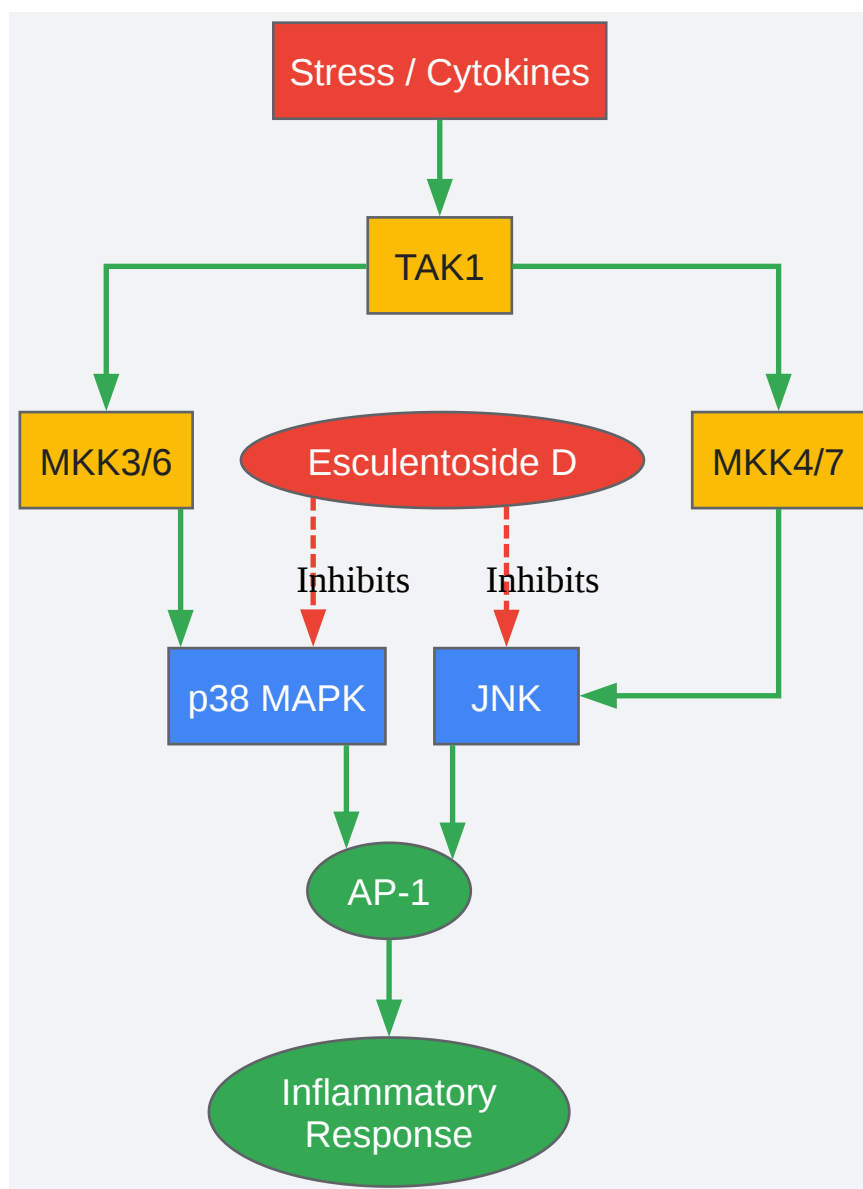 Stress / Cytokines
TAK1
MKK3/6
Esculentoside D
MKK4/7
Inhibits
Inhibits
p38 MAPK
JNK
AP-1
Inflammatory
Response